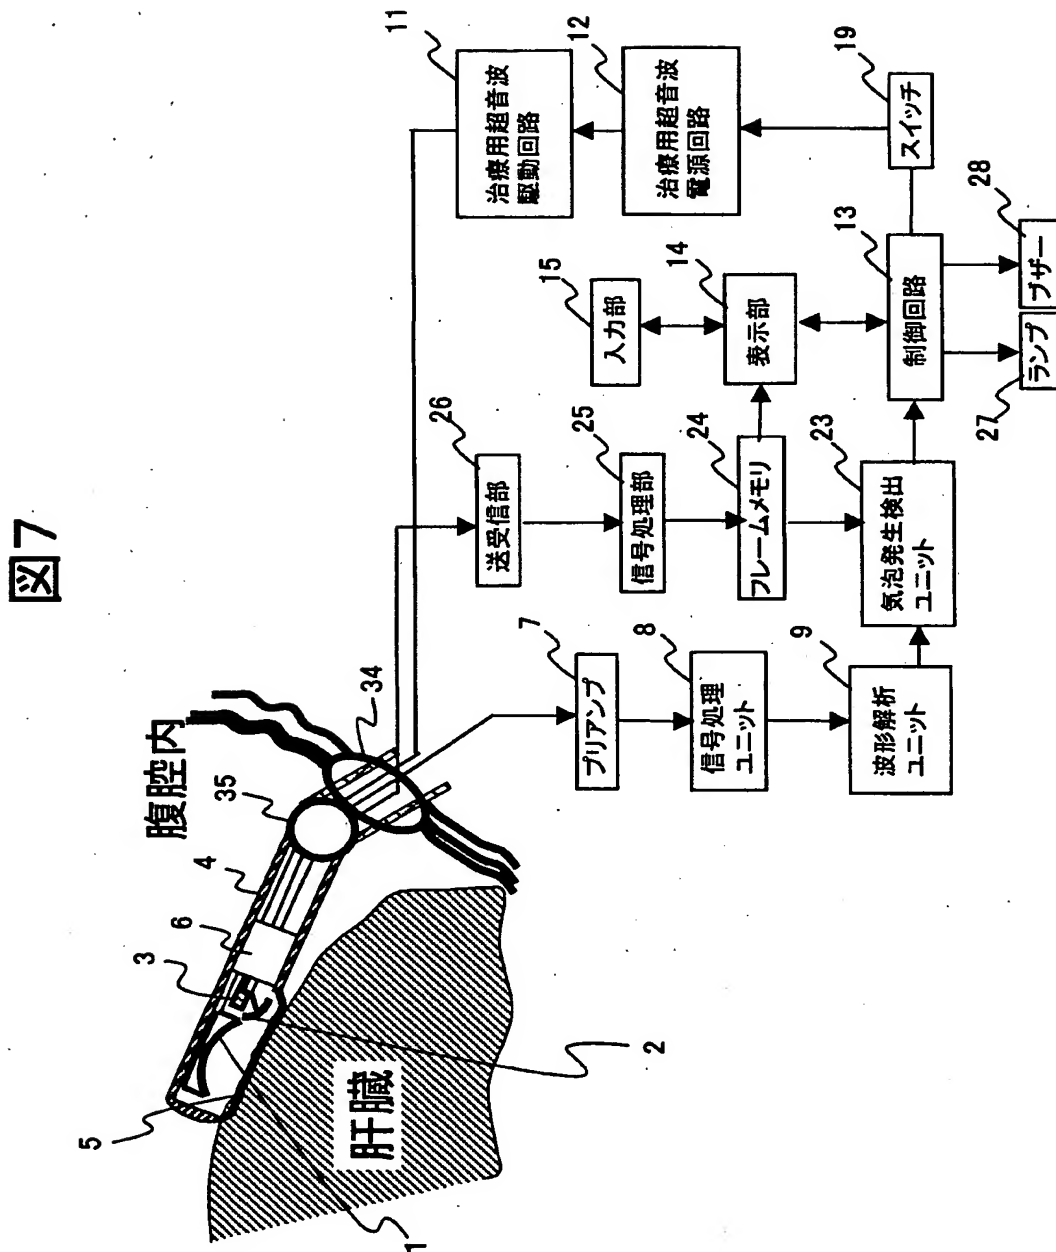 図7
腹腔内
肝臓
5
3
6
4
35
34
1
2
11
治療用超音波
駆動回路
12
治療用超音波
電源回路
19
スイッチ
15
入力部
14
表示部
13
制御回路
28
ブザー
27
ランプ
26
送受信部
25
信号処理部
24
フレームメモリ
23
気泡発生検出
ユニット
7
プリアンプ
8
信号処理
ユニット
9
波形解析
ユニット